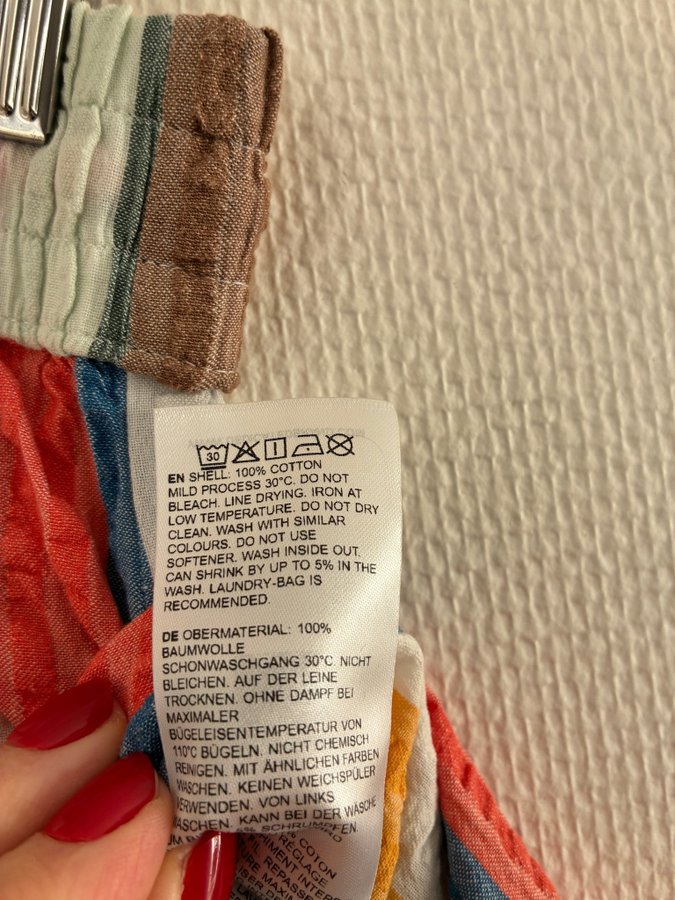 30
EN SHELL: 100% COTTON
MILD PROCESS 30°C. DO NOT
BLEACH. LINE DRYING. IRON AT
LOW TEMPERATURE. DO NOT DRY
CLEAN. WASH WITH SIMILAR
COLOURS. DO NOT USE
SOFTENER. WASH INSIDE OUT.
CAN SHRINK BY UP TO 5% IN THE
WASH. LAUNDRY-BAG IS
RECOMMENDED.
DE OBERMATERIAL: 100%
BAUMWOLLE
SCHONWASCHGANG 30°C. NICHT
BLEICHEN. AUF DER LEINE
TROCKNEN. OHNE DAMPF BEI
MAXIMALER
BÜGELEISENTEMPERATUR VON
110°C BÜGELN. NICHT CHEMISCH
REINIGEN. MIT ÄHNLICHEN FARBEN
WASCHEN. KEINEN WEICHSPÜLER
VERWENDEN. VON LINKS
WASCHEN. KANN BEI DER WÄSCHE
UM
5% SCHRUMPFEN
COTON